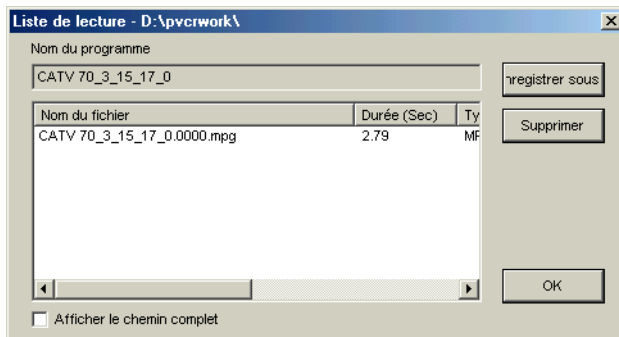 Liste de lecture - D:\pvcrwork\
Nom du programme
CATV 70_3_15_17_0
nregistrer sous
Nom du fichier Durée (Sec) Ty
CATV 70_3_15_17_0.0000.mpg 2.79 MF
Supprimer
OK
Afficher le chemin complet